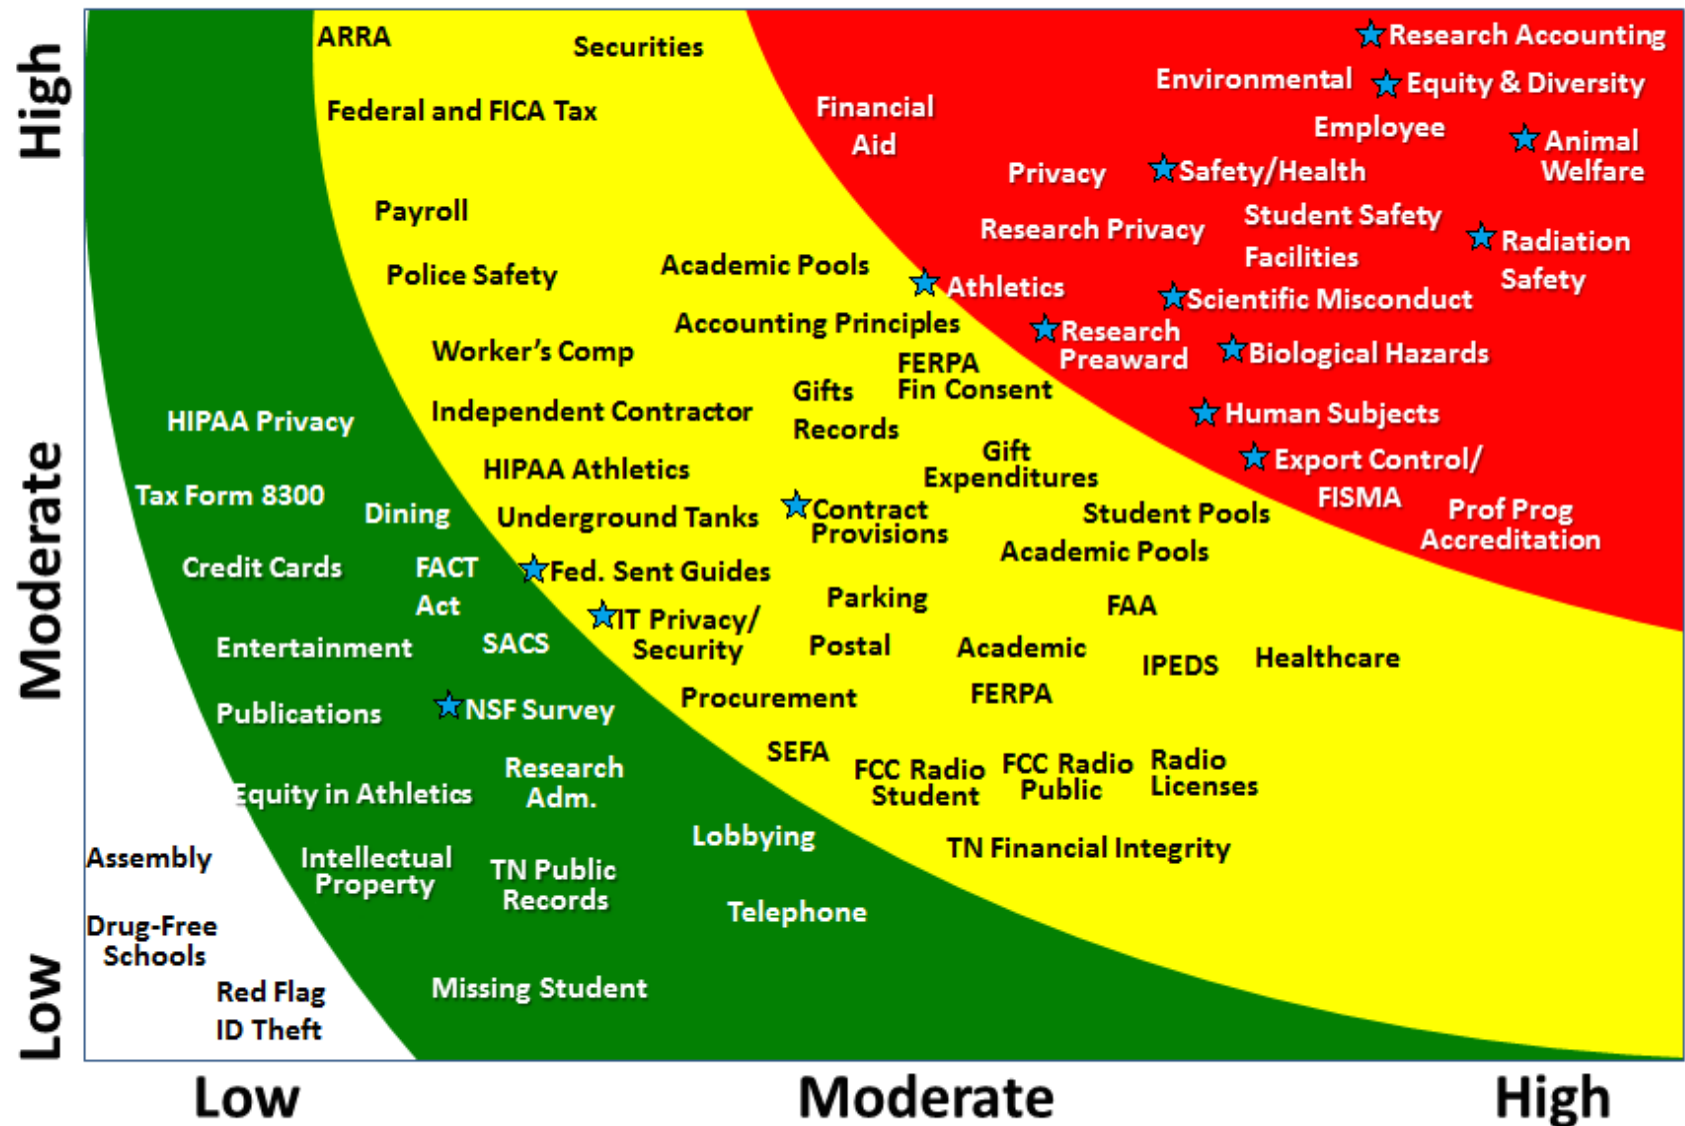 High
Moderate
Low
ARRA
Securities
Federal and FICA Tax
Payroll
Police Safety
Academic Pools
Accounting Principles
Worker's Comp
FERPA
Fin Consent
Gifts
Records
Independent Contractor
HIPAA Athletics
Gift
Expenditures
Underground Tanks
Contract
Provisions
Student Pools
Academic Pools
Fed. Sent Guides
IT Privacy/
Security
Parking
FAA
Postal
Academic
IPEDS
Healthcare
Procurement
FERPA
SEFA
FCC Radio
Student
FCC Radio
Public
Radio
Licenses
TN Financial Integrity
Research Accounting
Environmental
Equity & Diversity
Financial
Aid
Employee
Animal
Welfare
Privacy
Safety/Health
Research Privacy
Student Safety
Facilities
Radiation
Safety
Athletics
Scientific Misconduct
Research
Preaward
Biological Hazards
Human Subjects
Export Control/
FISMA
Prof Prog
Accreditation
HIPAA Privacy
Tax Form 8300
Dining
Credit Cards
FACT
Act
Entertainment
SACS
Publications
NSF Survey
Equity in Athletics
Research
Adm.
Lobbying
Intellectual
Property
TN Public
Records
Telephone
Missing Student
Assembly
Drug-Free
Schools
Red Flag
ID Theft
Low
Moderate
High